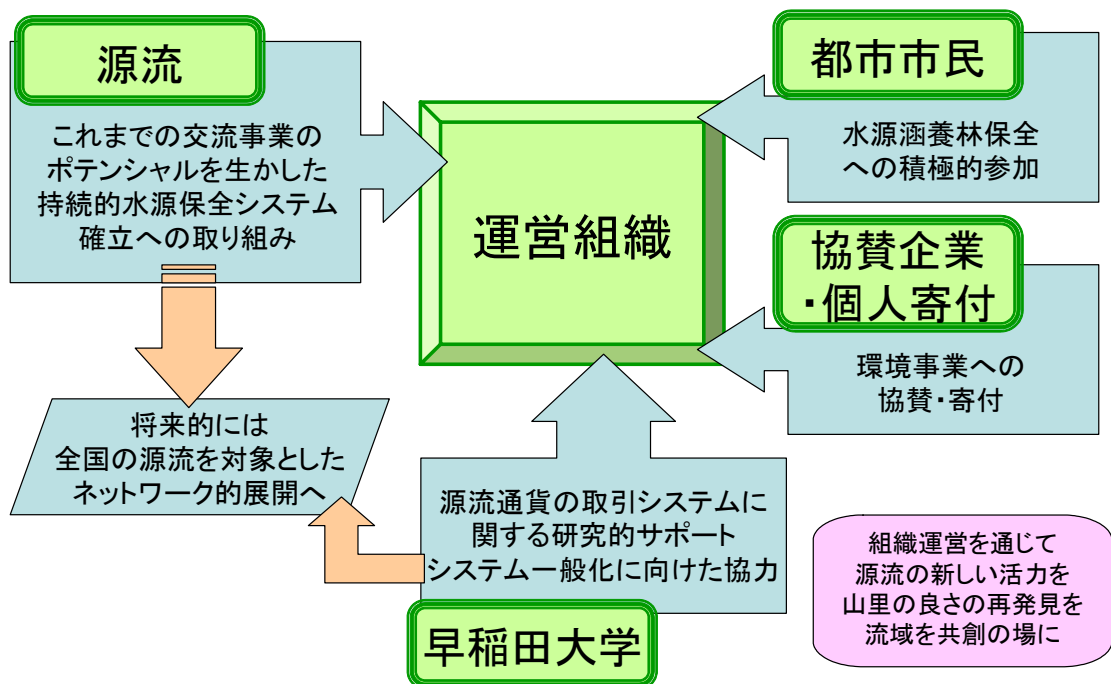 源流
これまでの交流事業の
ポテンシャルを生かした
持続的水源保全システム
確立への取り組み
運営組織
都市市民
水源涵養林保全
への積極的参加
協賛企業
・個人寄付
環境事業への
協賛・寄付
将来的には
全国の源流を対象とした
ネットワーク的展開へ
源流通貨の取引システムに
関する研究的サポート
システム一般化に向けた協力
早稲田大学
組織運営を通じて
源流の新しい活力を
山里の良さの再発見を
流域を共創の場に